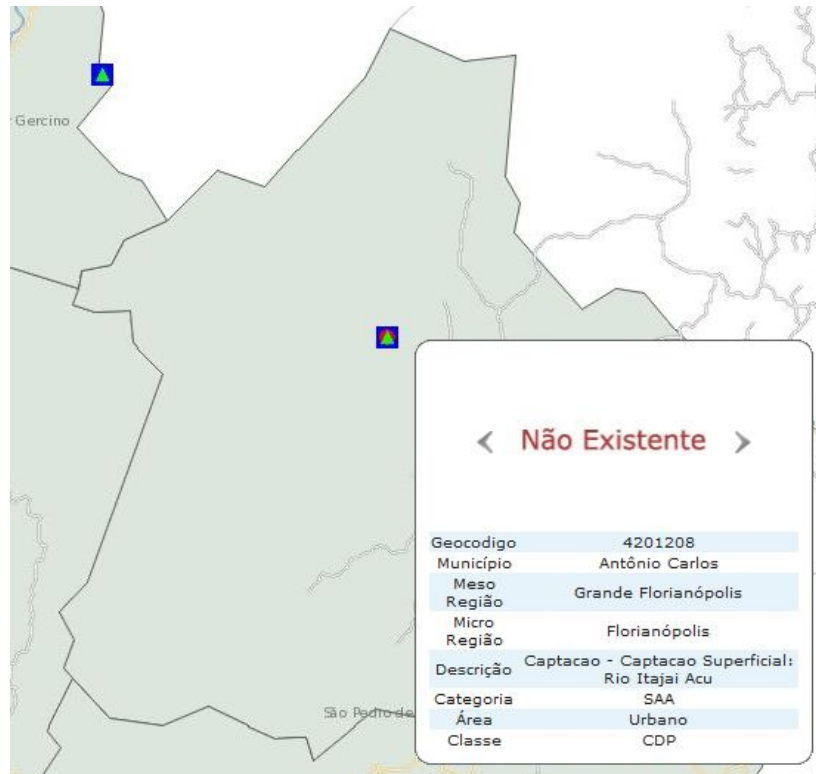 Gercino
Não Existente
Geocodigo 4201208
Município Antônio Carlos
Meso Região Grande Florianópolis
Micro Região Florianópolis
Descrição Captacao - Captacao Superficial: Rio Itajai Acu
Categoria SAA
Área Urbano
Classe CDP
São Pedro de